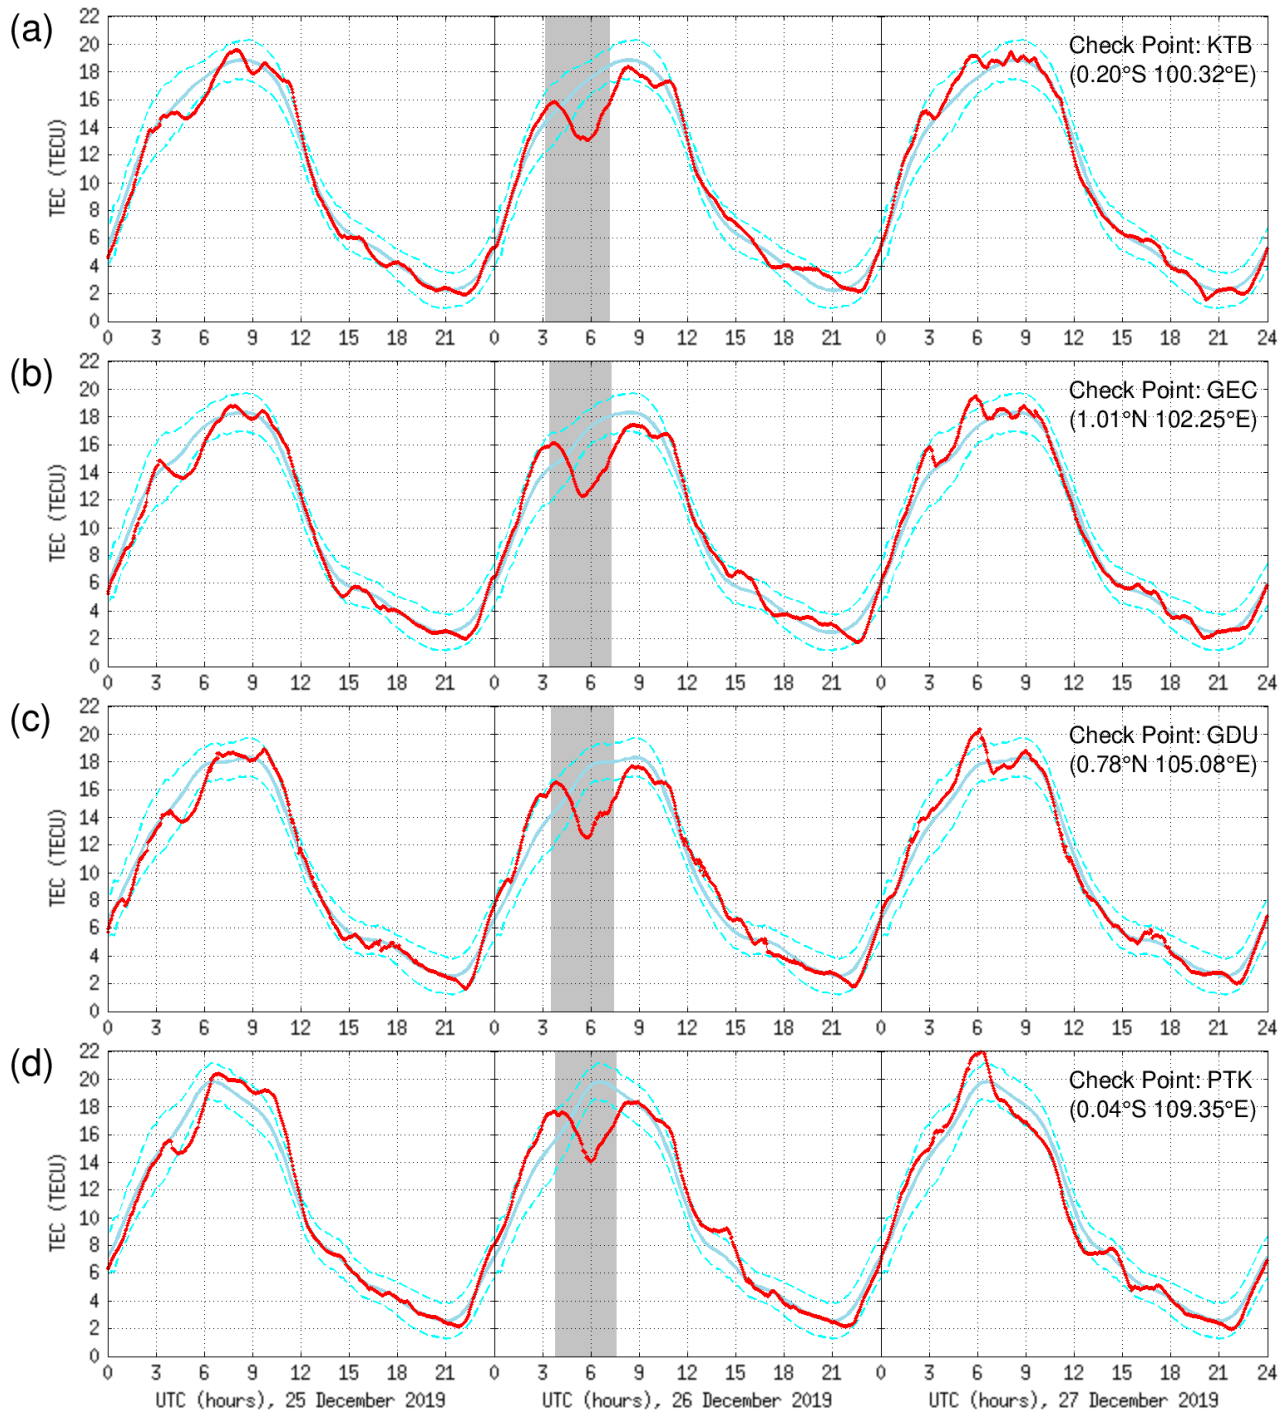 (a)
22
20
18
16
14
12
10
8
6
4
2
0
TEC (TECU)
Check Point: KTB
(0.20°S 100.32°E)
0 3 6 9 12 15 18 21 0 3 6 9 12 15 18 21 0 3 6 9 12 15 18 21 24
(b)
22
20
18
16
14
12
10
8
6
4
2
0
TEC (TECU)
Check Point: GEC
(1.01°N 102.25°E)
0 3 6 9 12 15 18 21 0 3 6 9 12 15 18 21 0 3 6 9 12 15 18 21 24
(c)
22
20
18
16
14
12
10
8
6
4
2
0
TEC (TECU)
Check Point: GDU
(0.78°N 105.08°E)
0 3 6 9 12 15 18 21 0 3 6 9 12 15 18 21 0 3 6 9 12 15 18 21 24
(d)
22
20
18
16
14
12
10
8
6
4
2
0
TEC (TECU)
Check Point: PTK
(0.04°S 109.35°E)
0 3 6 9 12 15 18 21 0 3 6 9 12 15 18 21 0 3 6 9 12 15 18 21 24
UTC (hours), 25 December 2019 UTC (hours), 26 December 2019 UTC (hours), 27 December 2019